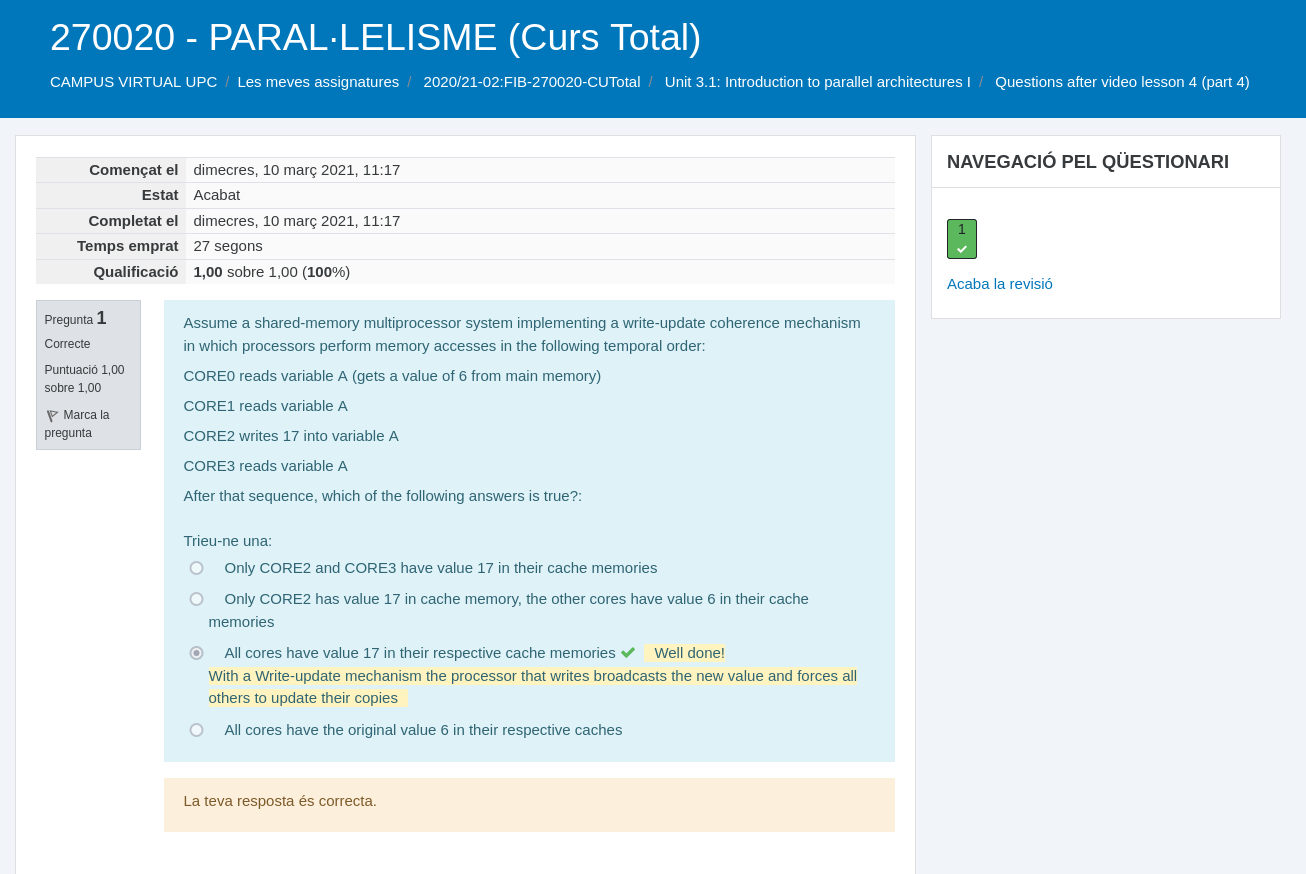 270020 - PARAL·LELISME (Curs Total)
CAMPUS VIRTUAL UPC / Les meves assignatures / 2020/21-02:FIB-270020-CUTotal / Unit 3.1: Introduction to parallel architectures I / Questions after video lesson 4 (part 4)
Començat el dimecres, 10 març 2021, 11:17
Estat Acabat
Completat el dimecres, 10 març 2021, 11:17
Temps emprat 27 segons
Qualificació 1,00 sobre 1,00 (100%)
Pregunta 1
Correcte
Puntuació 1,00
sobre 1,00
Marca la
pregunta
Assume a shared-memory multiprocessor system implementing a write-update coherence mechanism
in which processors perform memory accesses in the following temporal order:
CORE0 reads variable A (gets a value of 6 from main memory)
CORE1 reads variable A
CORE2 writes 17 into variable A
CORE3 reads variable A
After that sequence, which of the following answers is true?:
Trieu-ne una:
Only CORE2 and CORE3 have value 17 in their cache memories
Only CORE2 has value 17 in cache memory, the other cores have value 6 in their cache
memories
All cores have value 17 in their respective cache memories Well done!
With a Write-update mechanism the processor that writes broadcasts the new value and forces all
others to update their copies
All cores have the original value 6 in their respective caches
La teva resposta és correcta.
NAVEGACIÓ PEL QÜESTIONARI
1
Acaba la revisió